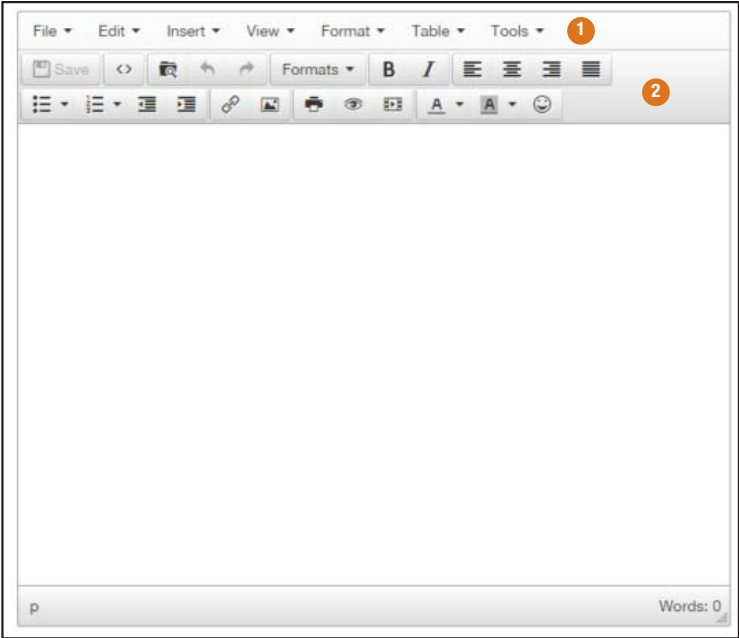 File Edit Insert View Format Table Tools 1
Save Formats B I 2
A A
p Words: 0